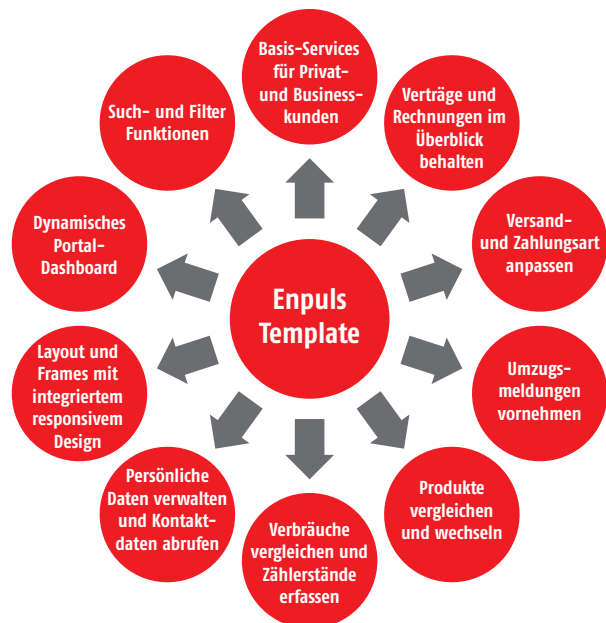 Enpuls
Template
Basis-Services
für Privat-
und Business-
kunden
Verträge und
Rechnungen im
Überblick
behalten
Versand-
und Zahlungsart
anpassen
Umzugs-
meldungen
vornehmen
Produkte
vergleichen
und wechseln
Verbräuche
vergleichen und
Zählerstände
erfassen
Persönliche
Daten verwalten
und Kontakt-
daten abrufen
Layout und
Frames mit
integriertem
responsivem
Design
Dynamisches
Portal-
Dashboard
Such- und Filter
Funktionen